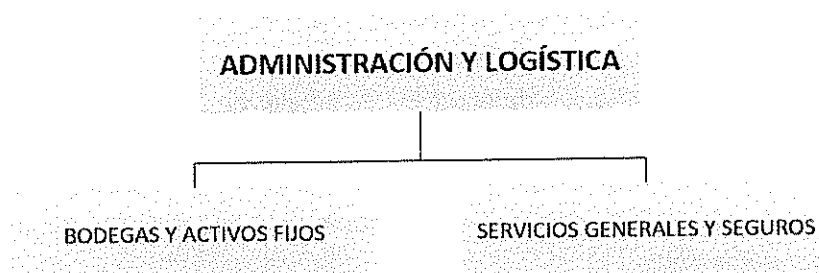 ADMINISTRACIÓN Y LOGÍSTICA
BODEGAS Y ACTIVOS FIJOS
SERVICIOS GENERALES Y SEGUROS